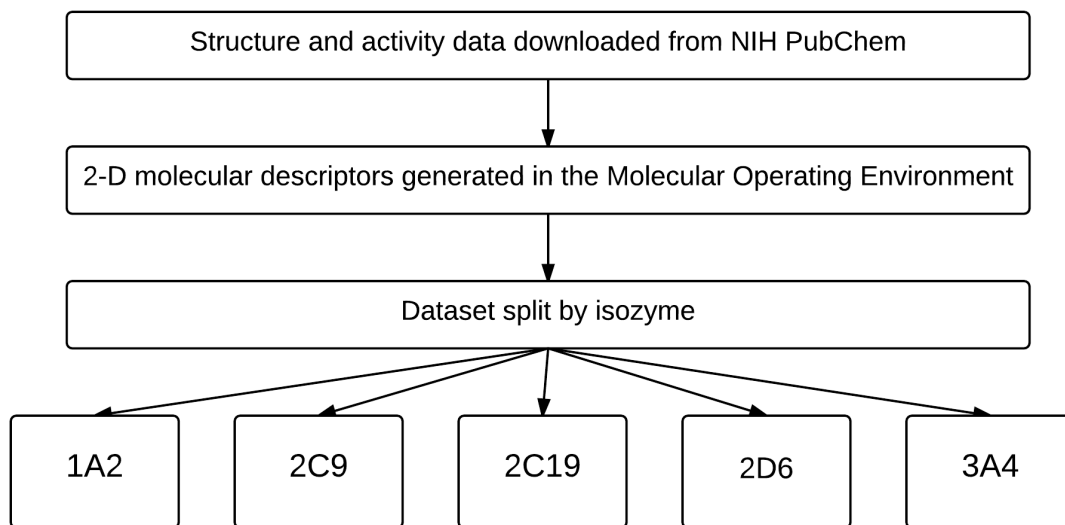 Structure and activity data downloaded from NIH PubChem
2-D molecular descriptors generated in the Molecular Operating Environment
Dataset split by isozyme
1A2
2C9
2C19
2D6
3A4